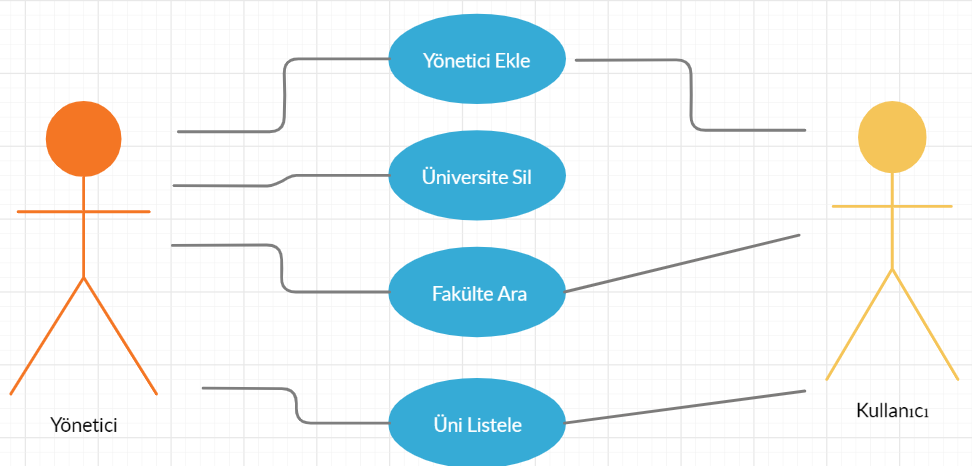 Yönetici Ekle
Üniversite Sil
Fakülte Ara
Üni Listele
Yönetici
Kullanıcı